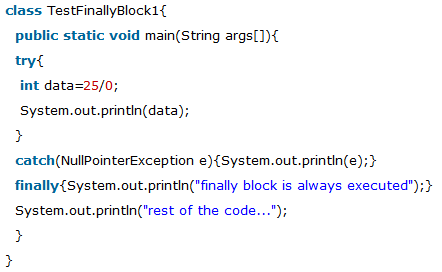 class TestFinallyBlock1{
public static void main(String args[]){
try{
int data=25/0;
System.out.println(data);
}
catch(NullPointerException e){System.out.println(e);}
finally{System.out.println("finally block is always executed");}
System.out.println("rest of the code...");
}
}